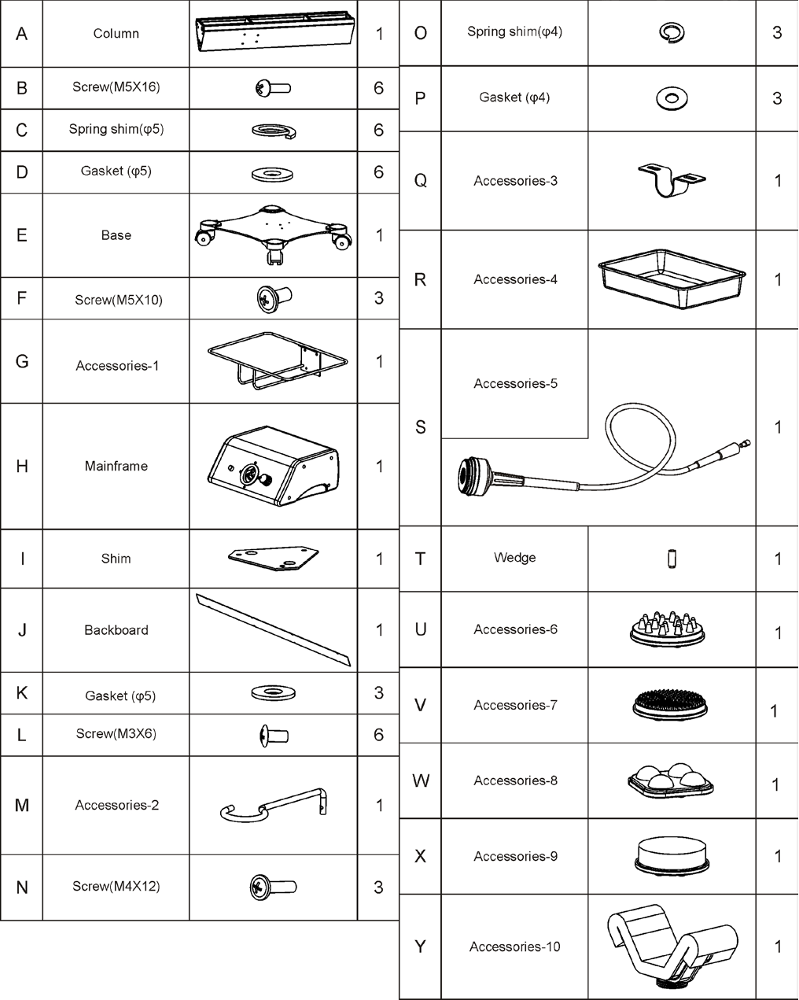 A Column 1
B Screw(M5X16) 6
C Spring shim(φ5) 6
D Gasket (φ5) 6
E Base 1
F Screw(M5X10) 3
G Accessories-1 1
H Mainframe 1
I Shim 1
J Backboard 1
K Gasket (φ5) 3
L Screw(M3X6) 6
M Accessories-2 1
N Screw(M4X12) 3
O Spring shim(φ4) 3
P Gasket (φ4) 3
Q Accessories-3 1
R Accessories-4 1
S Accessories-5 1
T Wedge 1
U Accessories-6 1
V Accessories-7 1
W Accessories-8 1
X Accessories-9 1
Y Accessories-10 1